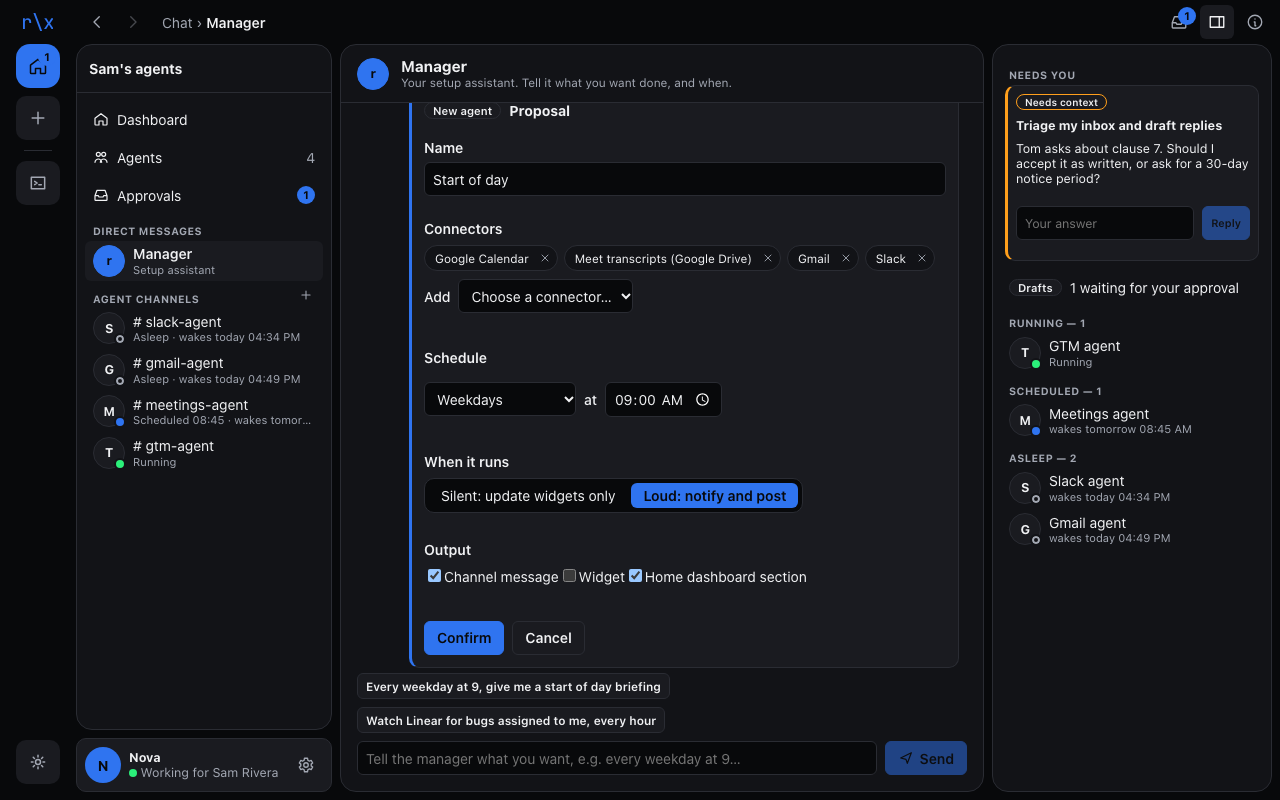 r\x
Chat › Manager
1
1
Sam's agents
Dashboard
Agents 4
Approvals 1
DIRECT MESSAGES
r Manager
Setup assistant
AGENT CHANNELS
S # slack-agent
Asleep · wakes today 04:34 PM
G # gmail-agent
Asleep · wakes today 04:49 PM
M # meetings-agent
Scheduled 08:45 · wakes tomor...
T # gtm-agent
Running
N Nova
Working for Sam Rivera
r Manager
Your setup assistant. Tell it what you want done, and when.
New agent Proposal
Name
Start of day
Connectors
Google Calendar × Meet transcripts (Google Drive) × Gmail × Slack ×
Add Choose a connector...
Schedule
Weekdays at 09:00 AM
When it runs
Silent: update widgets only Loud: notify and post
Output
Channel message Widget Home dashboard section
Confirm Cancel
Every weekday at 9, give me a start of day briefing
Watch Linear for bugs assigned to me, every hour
Tell the manager what you want, e.g. every weekday at 9...
Send
NEEDS YOU
Needs context
Triage my inbox and draft replies
Tom asks about clause 7. Should I
accept it as written, or ask for a 30-day
notice period?
Your answer Reply
Drafts 1 waiting for your approval
RUNNING — 1
T GTM agent
Running
SCHEDULED — 1
M Meetings agent
wakes tomorrow 08:45 AM
ASLEEP — 2
S Slack agent
wakes today 04:34 PM
G Gmail agent
wakes today 04:49 PM